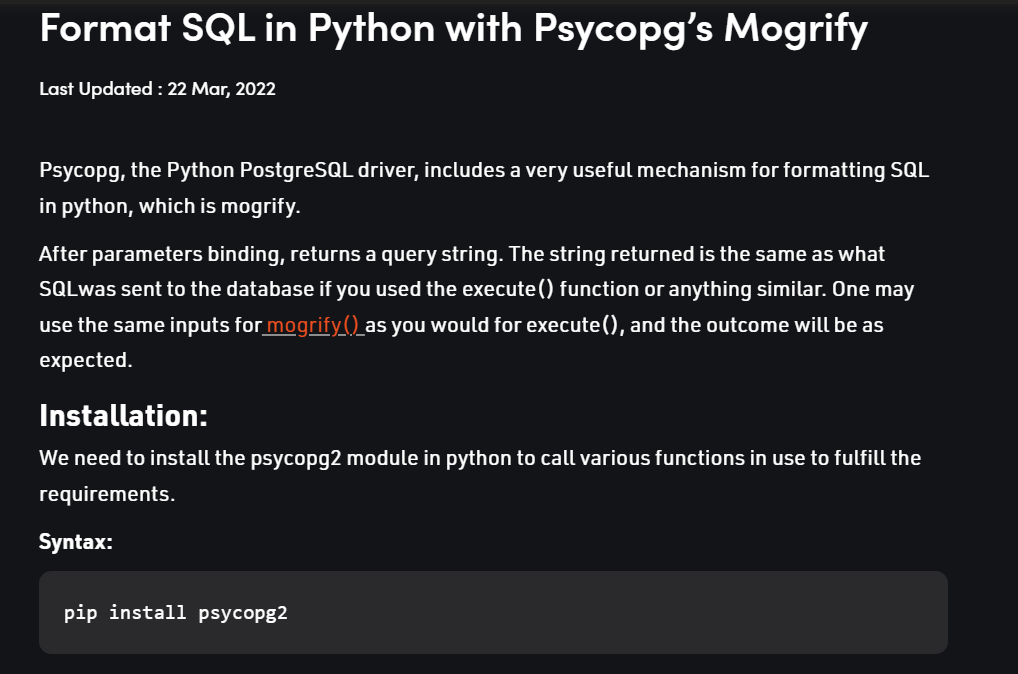 Format SQL in Python with Psycopg’s Mogrify
Last Updated : 22 Mar, 2022
Psycopg, the Python PostgreSQL driver, includes a very useful mechanism for formatting SQL
in python, which is mogrify.
After parameters binding, returns a query string. The string returned is the same as what
SQLwas sent to the database if you used the execute() function or anything similar. One may
use the same inputs for mogrify() as you would for execute(), and the outcome will be as
expected.
Installation:
We need to install the psycopg2 module in python to call various functions in use to fulfill the
requirements.
Syntax:
pip install psycopg2